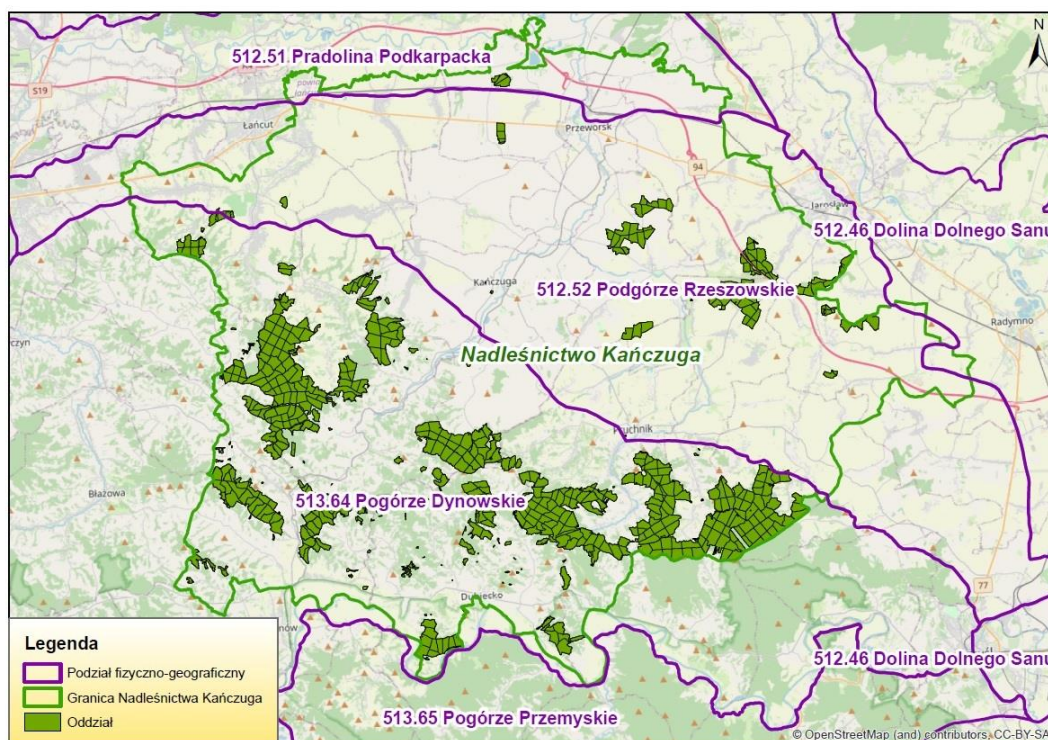 N
512.51 Pradolina Podkarpacka
S19
Łańcut
Przeworsk
94
Jarosław
512.46 Dolina Dolnego Sanu
Kańczuga
512.52 Podgórze Rzeszowskie
Radymno
Nadleśnictwo Kańczuga
Pruchnik
Błażowa
513.64 Pogórze Dynowskie
77
Dubiecko
512.46 Dolina Dolnego Sanu
513.65 Pogórze Przemyskie
Legenda
Podział fizyczno-geograficzny
Granica Nadleśnictwa Kańczuga
Oddział
© OpenStreetMap (and) contributors, CC-BY-SA